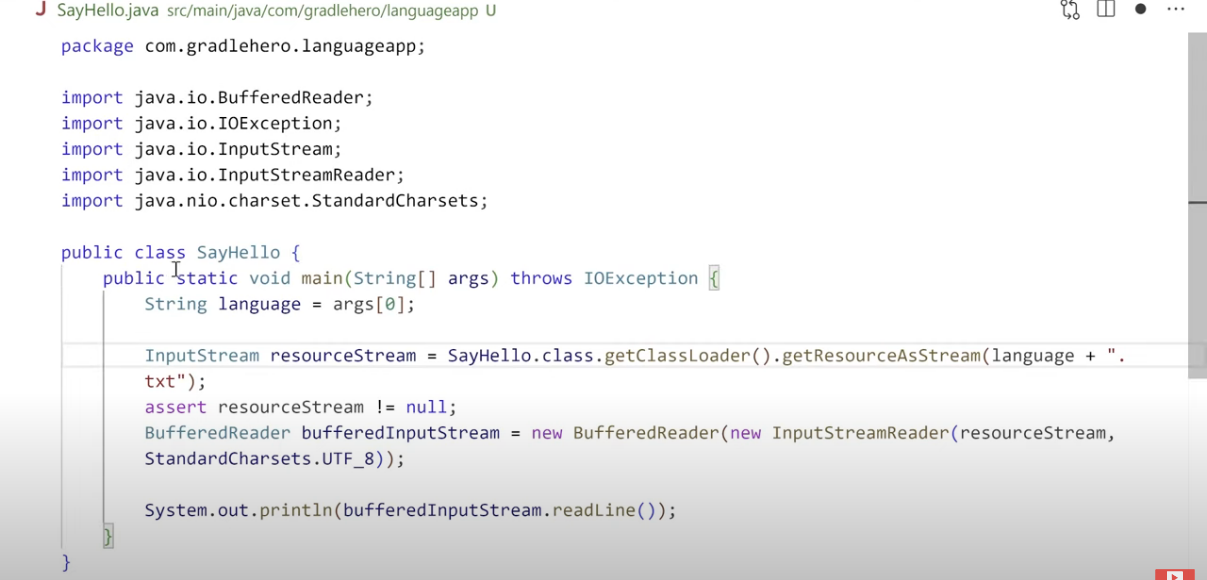 J SayHello.java src/main/java/com/gradlehero/languageapp U
package com.gradlehero.languageapp;
import java.io.BufferedReader;
import java.io.IOException;
import java.io.InputStream;
import java.io.InputStreamReader;
import java.nio.charset.StandardCharsets;
public class SayHello {
public static void main(String[] args) throws IOException {
String language = args[0];
InputStream resourceStream = SayHello.class.getClassLoader().getResourceAsStream(language + ".
txt");
assert resourceStream != null;
BufferedReader bufferedInputStream = new BufferedReader(new InputStreamReader(resourceStream,
StandardCharsets.UTF_8));
System.out.println(bufferedInputStream.readLine());
}
}